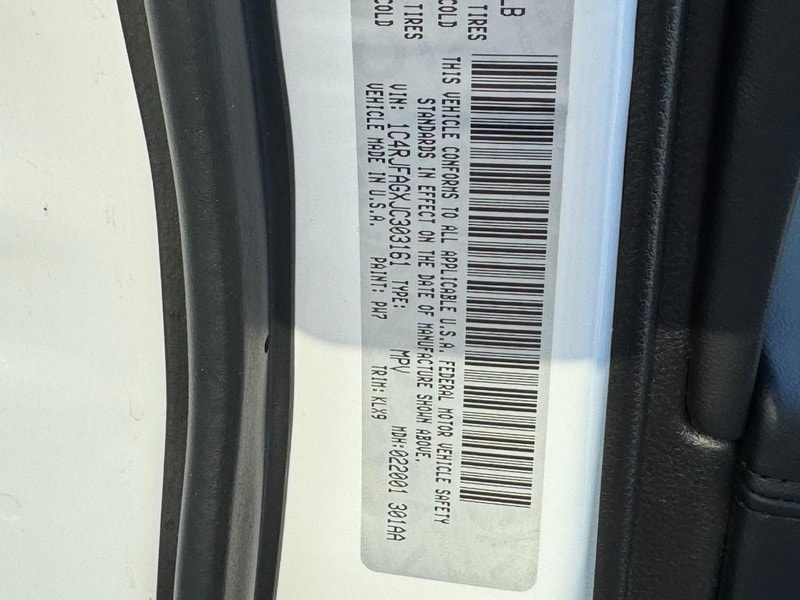 LB
TIRES
COLD
TIRES
COLD
THIS VEHICLE CONFORMS TO ALL APPLICABLE U.S.A. FEDERAL MOTOR VEHICLE SAFETY
STANDARDS IN EFFECT ON THE DATE OF MANUFACTURE SHOWN ABOVE.
VIN: 1C4RJFAGXJC303161 TYPE: MPV MDH:022001 301AA
VEHICLE MADE IN U.S.A. PAINT: PW7 TRIM: KLX9